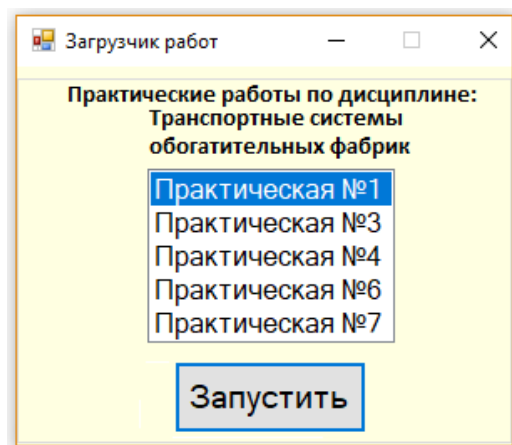 Загрузчик работ
Практические работы по дисциплине:
Транспортные системы
обогатительных фабрик
Практическая №1
Практическая №3
Практическая №4
Практическая №6
Практическая №7
Запустить